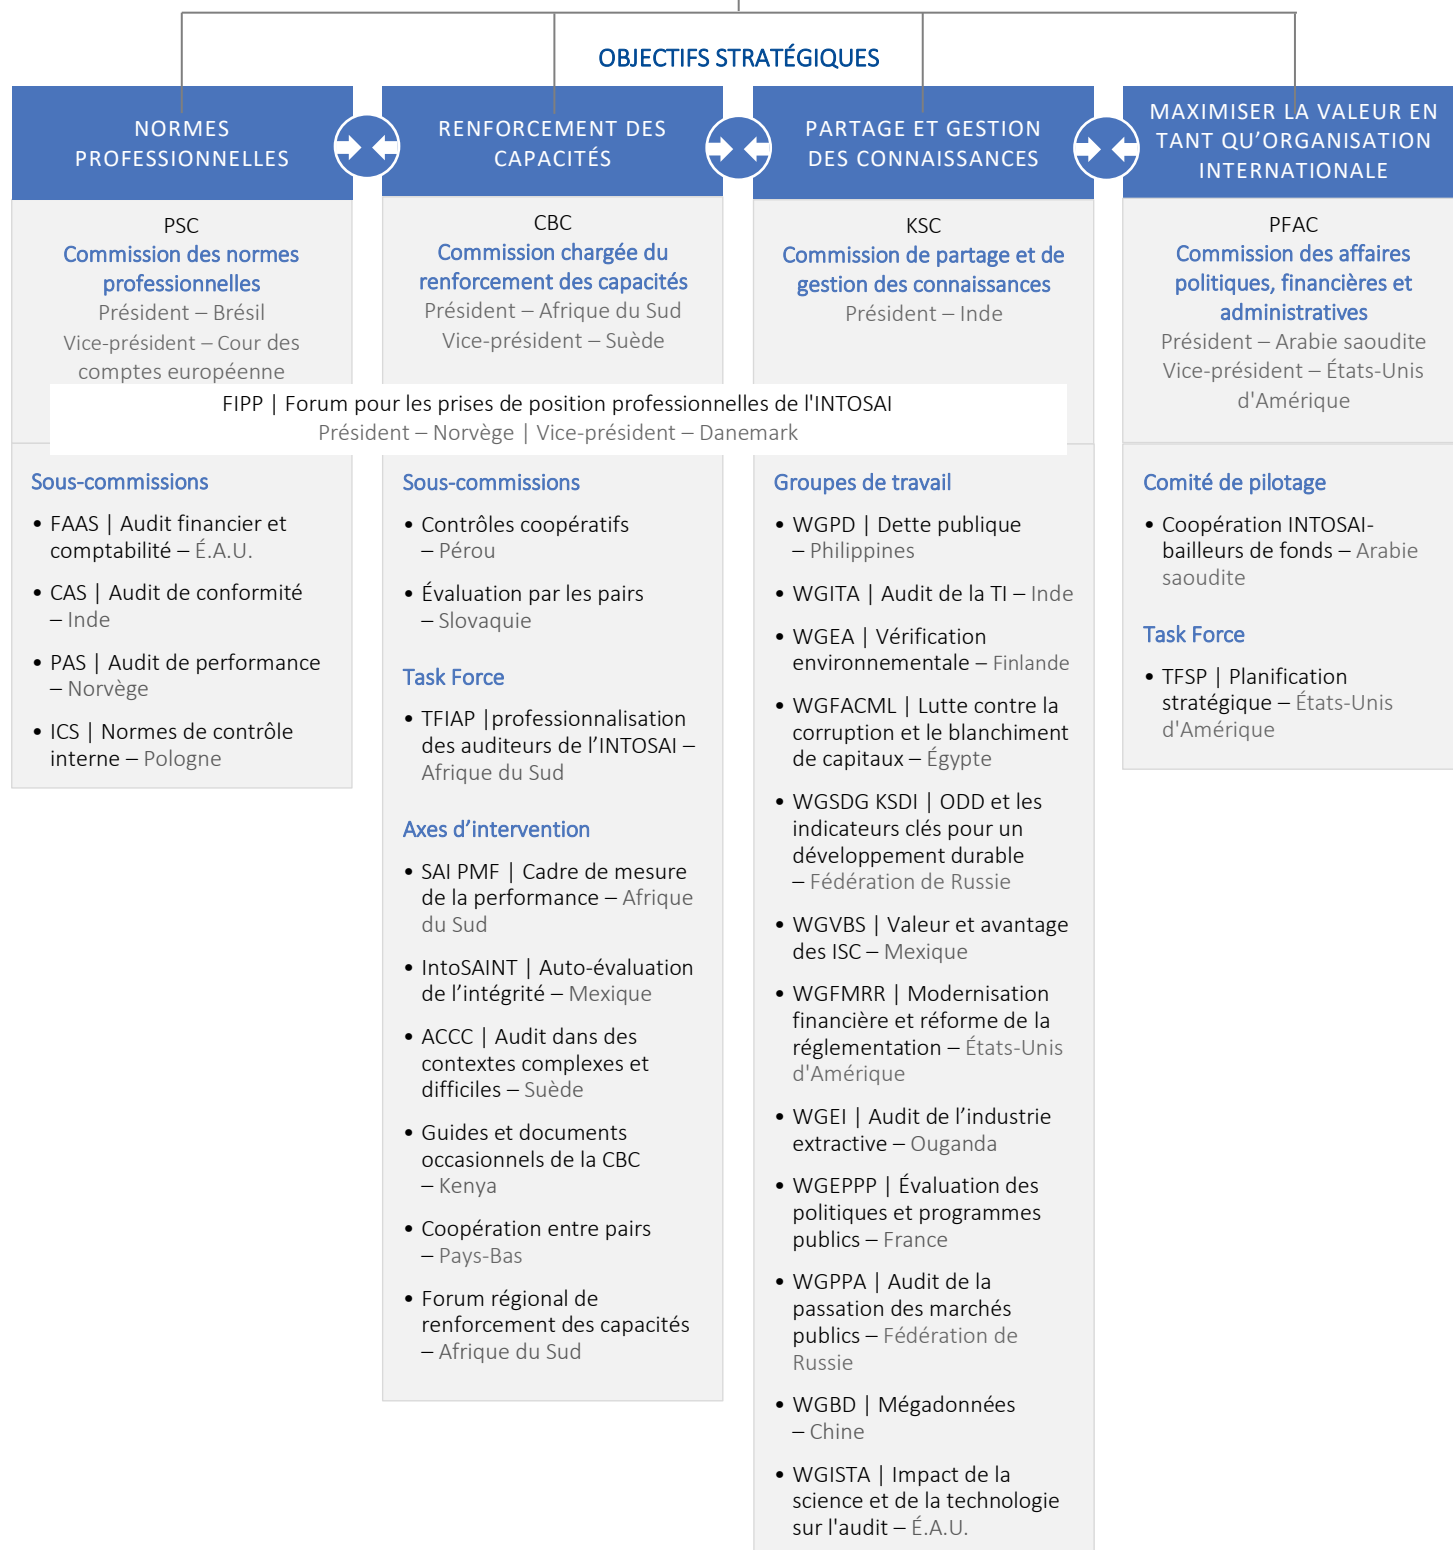 OBJECTIFS STRATÉGIQUES
NORMES
PROFESSIONNELLES
PSC
Commission des normes
professionnelles
Président – Brésil
Vice-président – Cour des
comptes européenne
RENFORCEMENT DES
CAPACITÉS
CBC
Commission chargée du
renforcement des capacités
Président – Afrique du Sud
Vice-président – Suède
PARTAGE ET GESTION
DES CONNAISSANCES
KSC
Commission de partage et de
gestion des connaissances
Président – Inde
MAXIMISER LA VALEUR EN
TANT QU’ORGANISATION
INTERNATIONALE
PFAC
Commission des affaires
politiques, financières et
administratives
Président – Arabie saoudite
Vice-président – États-Unis
d'Amérique
FIPP | Forum pour les prises de position professionnelles de l'INTOSAI
Président – Norvège | Vice-président – Danemark
Sous-commissions
• FAAS | Audit financier et
comptabilité – É.A.U.
• CAS | Audit de conformité
– Inde
• PAS | Audit de performance
– Norvège
• ICS | Normes de contrôle
interne – Pologne
Sous-commissions
• Contrôles coopératifs
– Pérou
• Évaluation par les pairs
– Slovaquie
Task Force
• TFIAP |professionnalisation
des auditeurs de l’INTOSAI –
Afrique du Sud
Axes d’intervention
• SAI PMF | Cadre de mesure
de la performance – Afrique
du Sud
• IntoSAINT | Auto-évaluation
de l’intégrité – Mexique
• ACCC | Audit dans des
contextes complexes et
difficiles – Suède
• Guides et documents
occasionnels de la CBC
– Kenya
• Coopération entre pairs
– Pays-Bas
• Forum régional de
renforcement des capacités
– Afrique du Sud
Groupes de travail
• WGPD | Dette publique
– Philippines
• WGITA | Audit de la TI – Inde
• WGEA | Vérification
environnementale – Finlande
• WGFACML | Lutte contre la
corruption et le blanchiment
de capitaux – Égypte
• WGSDG KSDI | ODD et les
indicateurs clés pour un
développement durable
– Fédération de Russie
• WGVBS | Valeur et avantage
des ISC – Mexique
• WGFMRR | Modernisation
financière et réforme de la
réglementation – États-Unis
d'Amérique
• WGEI | Audit de l’industrie
extractive – Ouganda
• WGEPPP | Évaluation des
politiques et programmes
publics – France
• WGPPA | Audit de la
passation des marchés
publics – Fédération de
Russie
• WGBD | Mégadonnées
– Chine
• WGISTA | Impact de la
science et de la technologie
sur l'audit – É.A.U.
Comité de pilotage
• Coopération INTOSAI-
bailleurs de fonds – Arabie
saoudite
Task Force
• TFSP | Planification
stratégique – États-Unis
d'Amérique